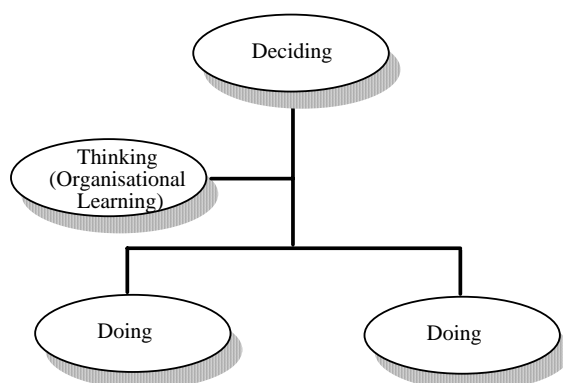 Deciding
Thinking
(Organisational
Learning)
Doing
Doing